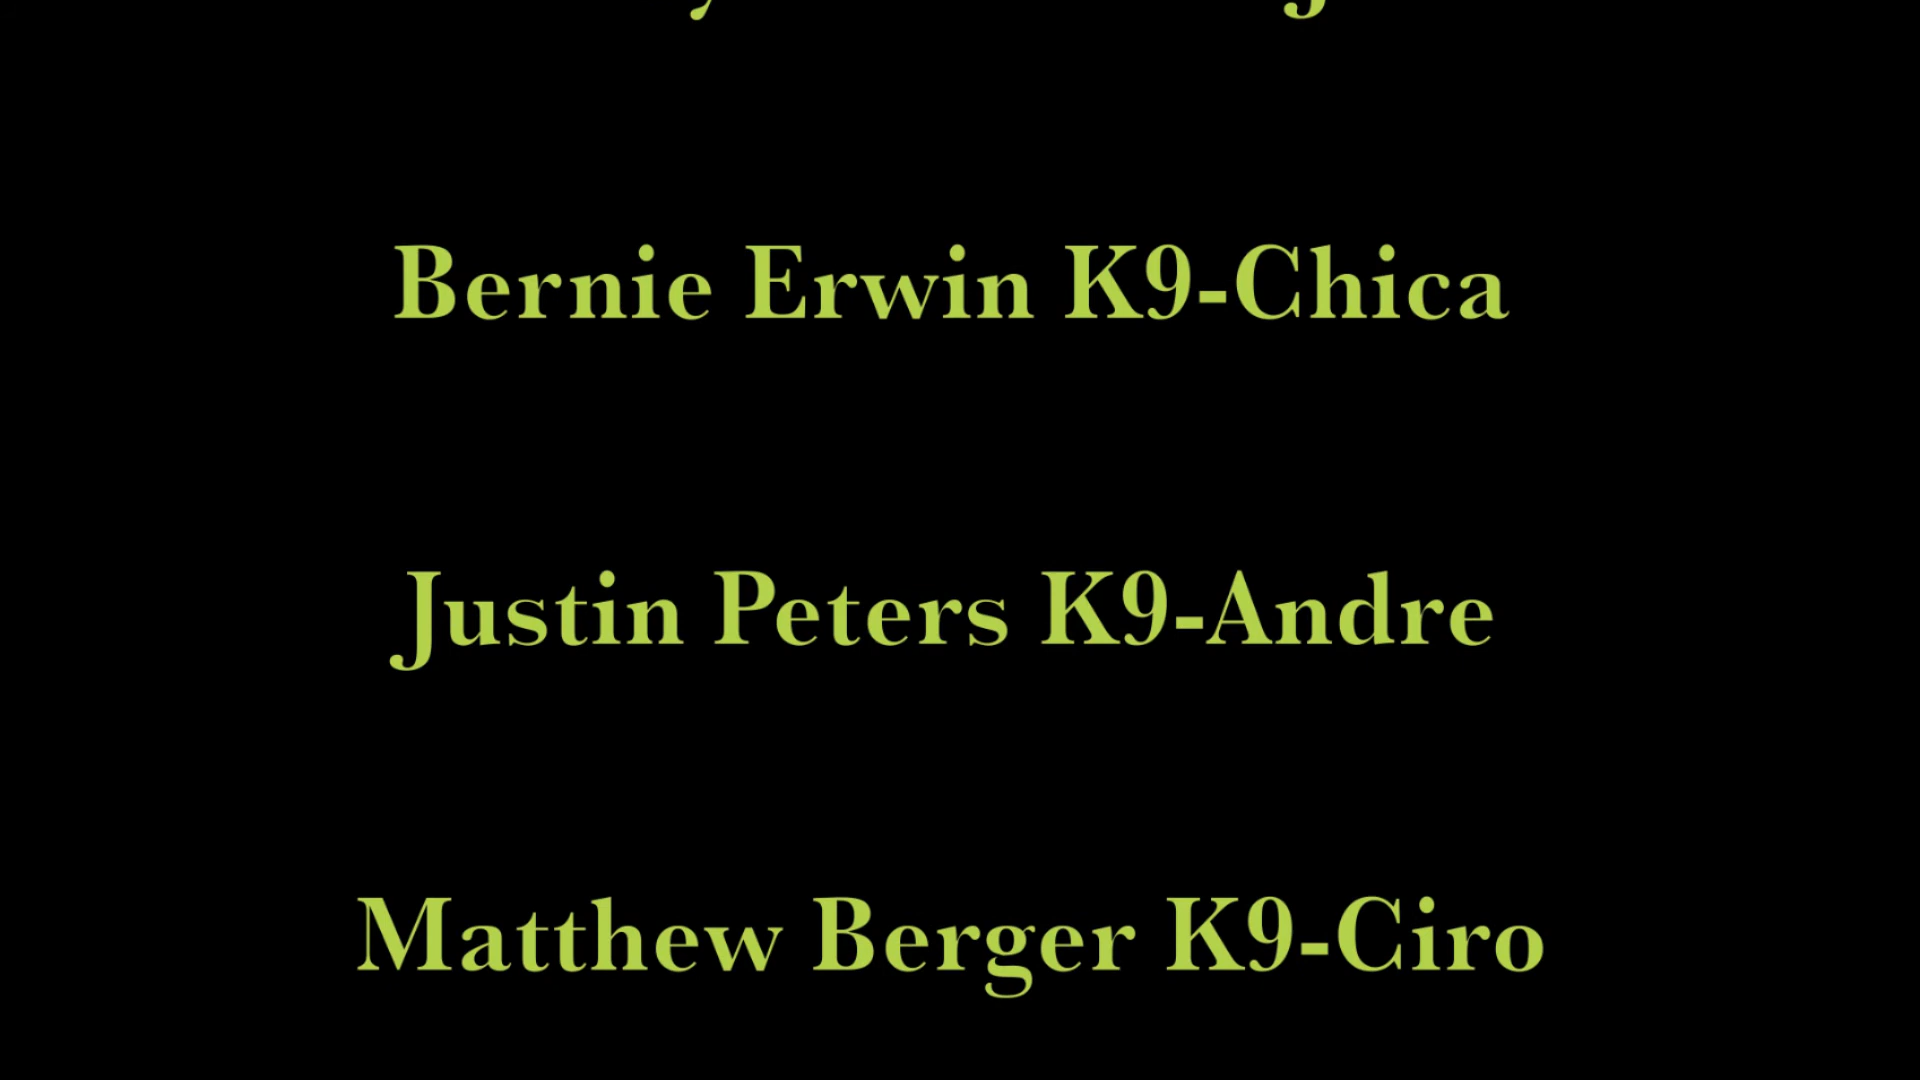 Bernie Erwin K9-Chica
Justin Peters K9-Andre
Matthew Berger K9-Ciro